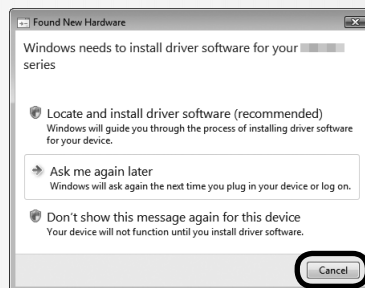 Found New Hardware
Windows needs to install driver software for your
series
Locate and install driver software (recommended)
Windows will guide you through the process of installing driver software
for your device.
Ask me again later
Windows will ask again the next time you plug in your device or log on.
Don't show this message again for this device
Your device will not function until you install driver software.
Cancel